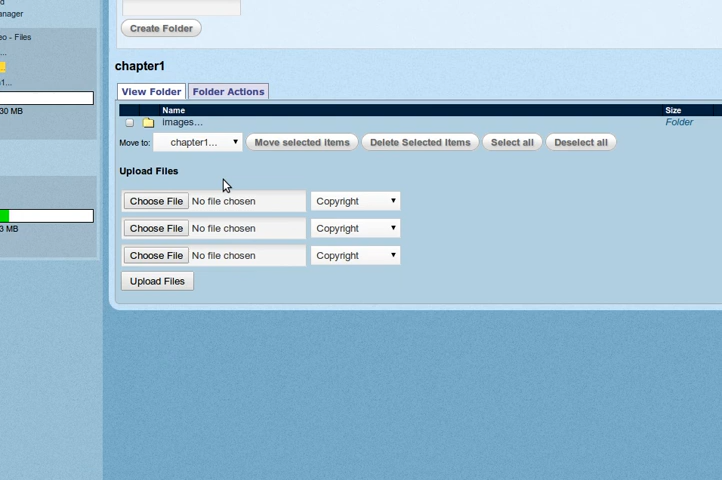 d
anager
Create Folder
eo - Files
...
1...
30 MB
3 MB
chapter1
View Folder Folder Actions
Name Size
images... Folder
Move to: chapter1... Move selected items Delete Selected Items Select all Deselect all
Upload Files
Choose File No file chosen Copyright
Choose File No file chosen Copyright
Choose File No file chosen Copyright
Upload Files